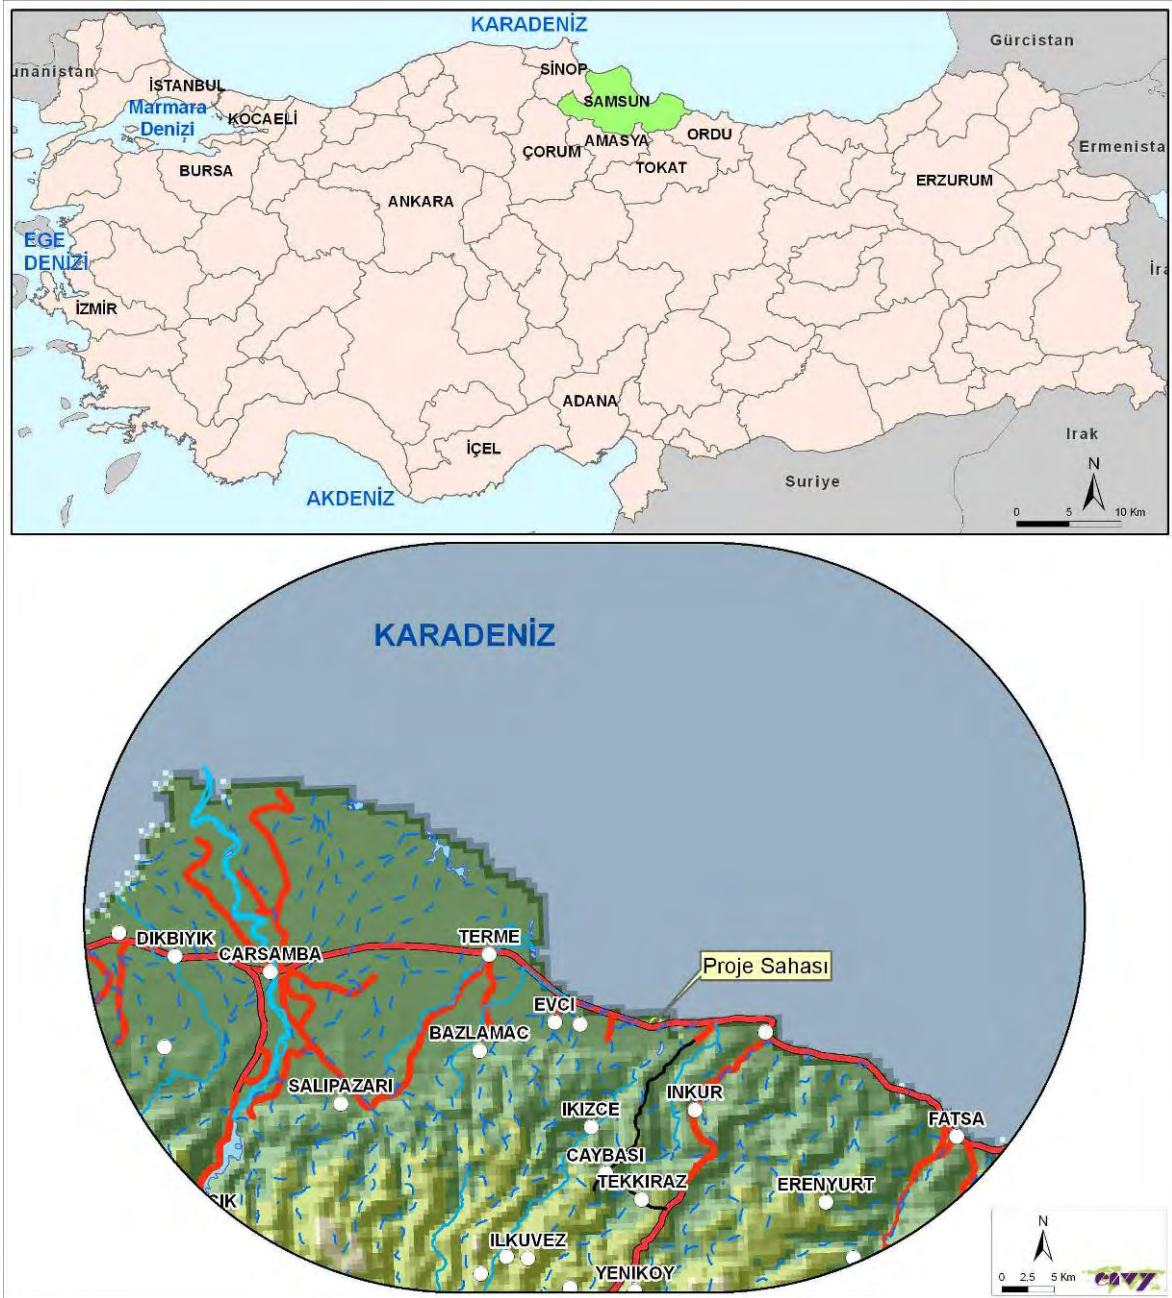 KARADENİZ
Gürcistan
unanistan
SİNOP
İSTANBUL
SAMSUN
Marmara
Denizi
KOCAELİ
ORDU
AMASYA
ÇORUM
Ermenista
BURSA
TOKAT
ERZURUM
ANKARA
EGE
DENİZİ
İra
İZMİR
ADANA
Irak
İÇEL
Suriye
AKDENİZ
N
0 5 10 Km
KARADENİZ
DIKBIYIK
TERME
CARSAMBA
Proje Sahası
EVCI
BAZLAMAC
SALIPAZARI
INKUR
IKIZCE
FATSA
CAYBASI
TEKKIRAZ
ERENYURT
SIK
ILKUVEZ
YENIKOY
N
0 2,5 5 Km
envy